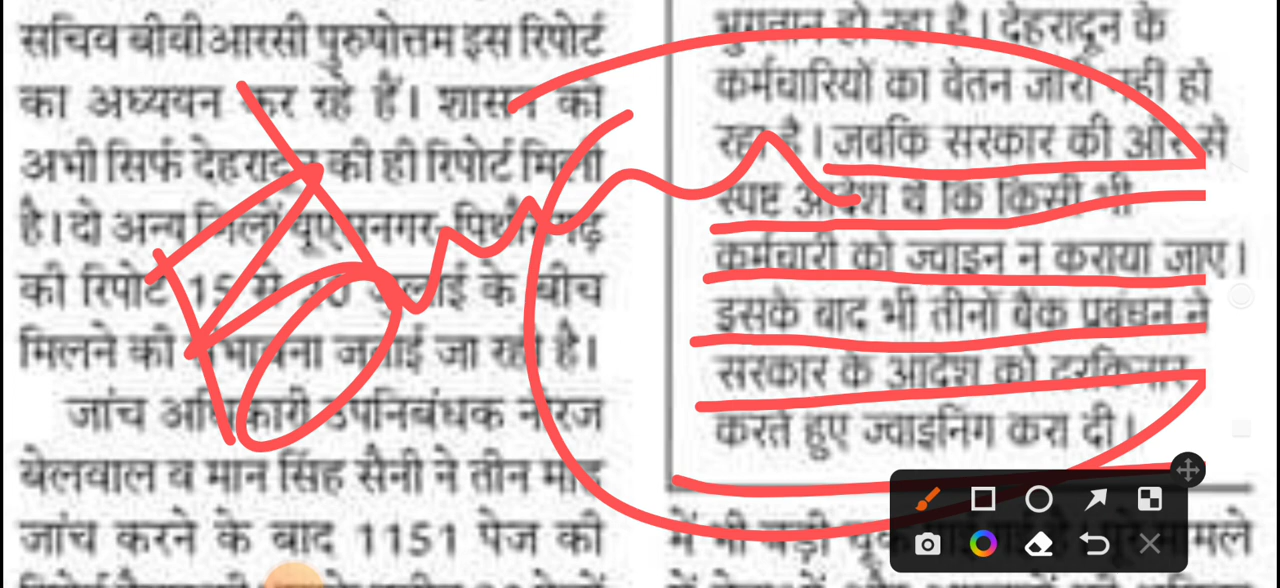 सचिव बीवीआरसी पुरुषोत्तम इस रिपोर्ट
का अध्ययन कर रहे हैं। शासन को
अभी सिर्फ देहरादून की ही रिपोर्ट मिली
है। दो अन्य जिलों यूएसनगर, पिथौरागढ़
की रिपोर्ट 15 से 20 जुलाई के बीच
मिलने की संभावना जताई जा रही है।
जांच अधिकारी उपनिबंधक नीरज
बेलवाल व मान सिंह सैनी ने तीन माह
जांच करने के बाद 1151 पेज की
भुगतान हो रहा है। देहरादून के
कर्मचारियों का वेतन जारी नहीं हो
रहा है। जबकि सरकार की ओर से
स्पष्ट आदेश थे कि किसी भी
कर्मचारी को ज्वाइन न कराया जाए।
इसके बाद भी तीनों बैंक प्रबंधन ने
सरकार के आदेश को दरकिनार
करते हुए ज्वाइनिंग करा दी।
में भी बड़ी मामले